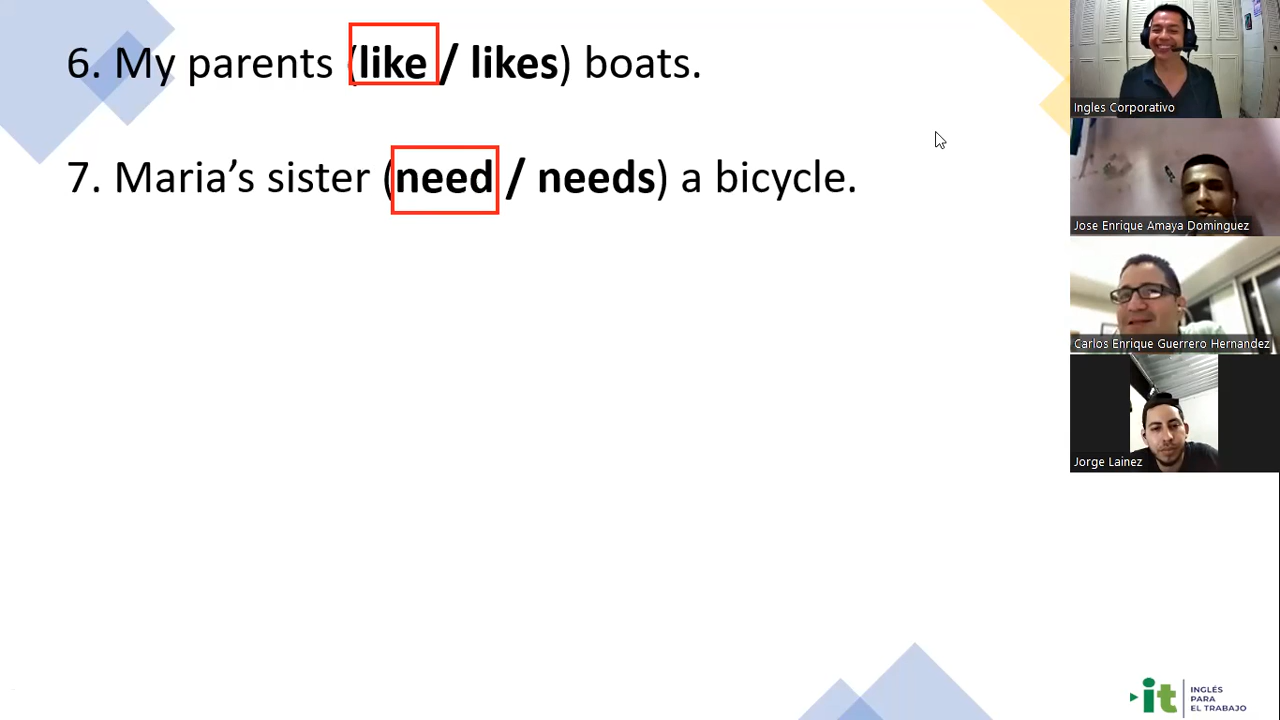 6. My parents (like / likes) boats.
7. Maria’s sister (need / needs) a bicycle.
Ingles Corporativo
Jose Enrique Amaya Dominguez
Carlos Enrique Guerrero Hernandez
Jorge Lainez
it INGLÉS
PARA
EL TRABAJO